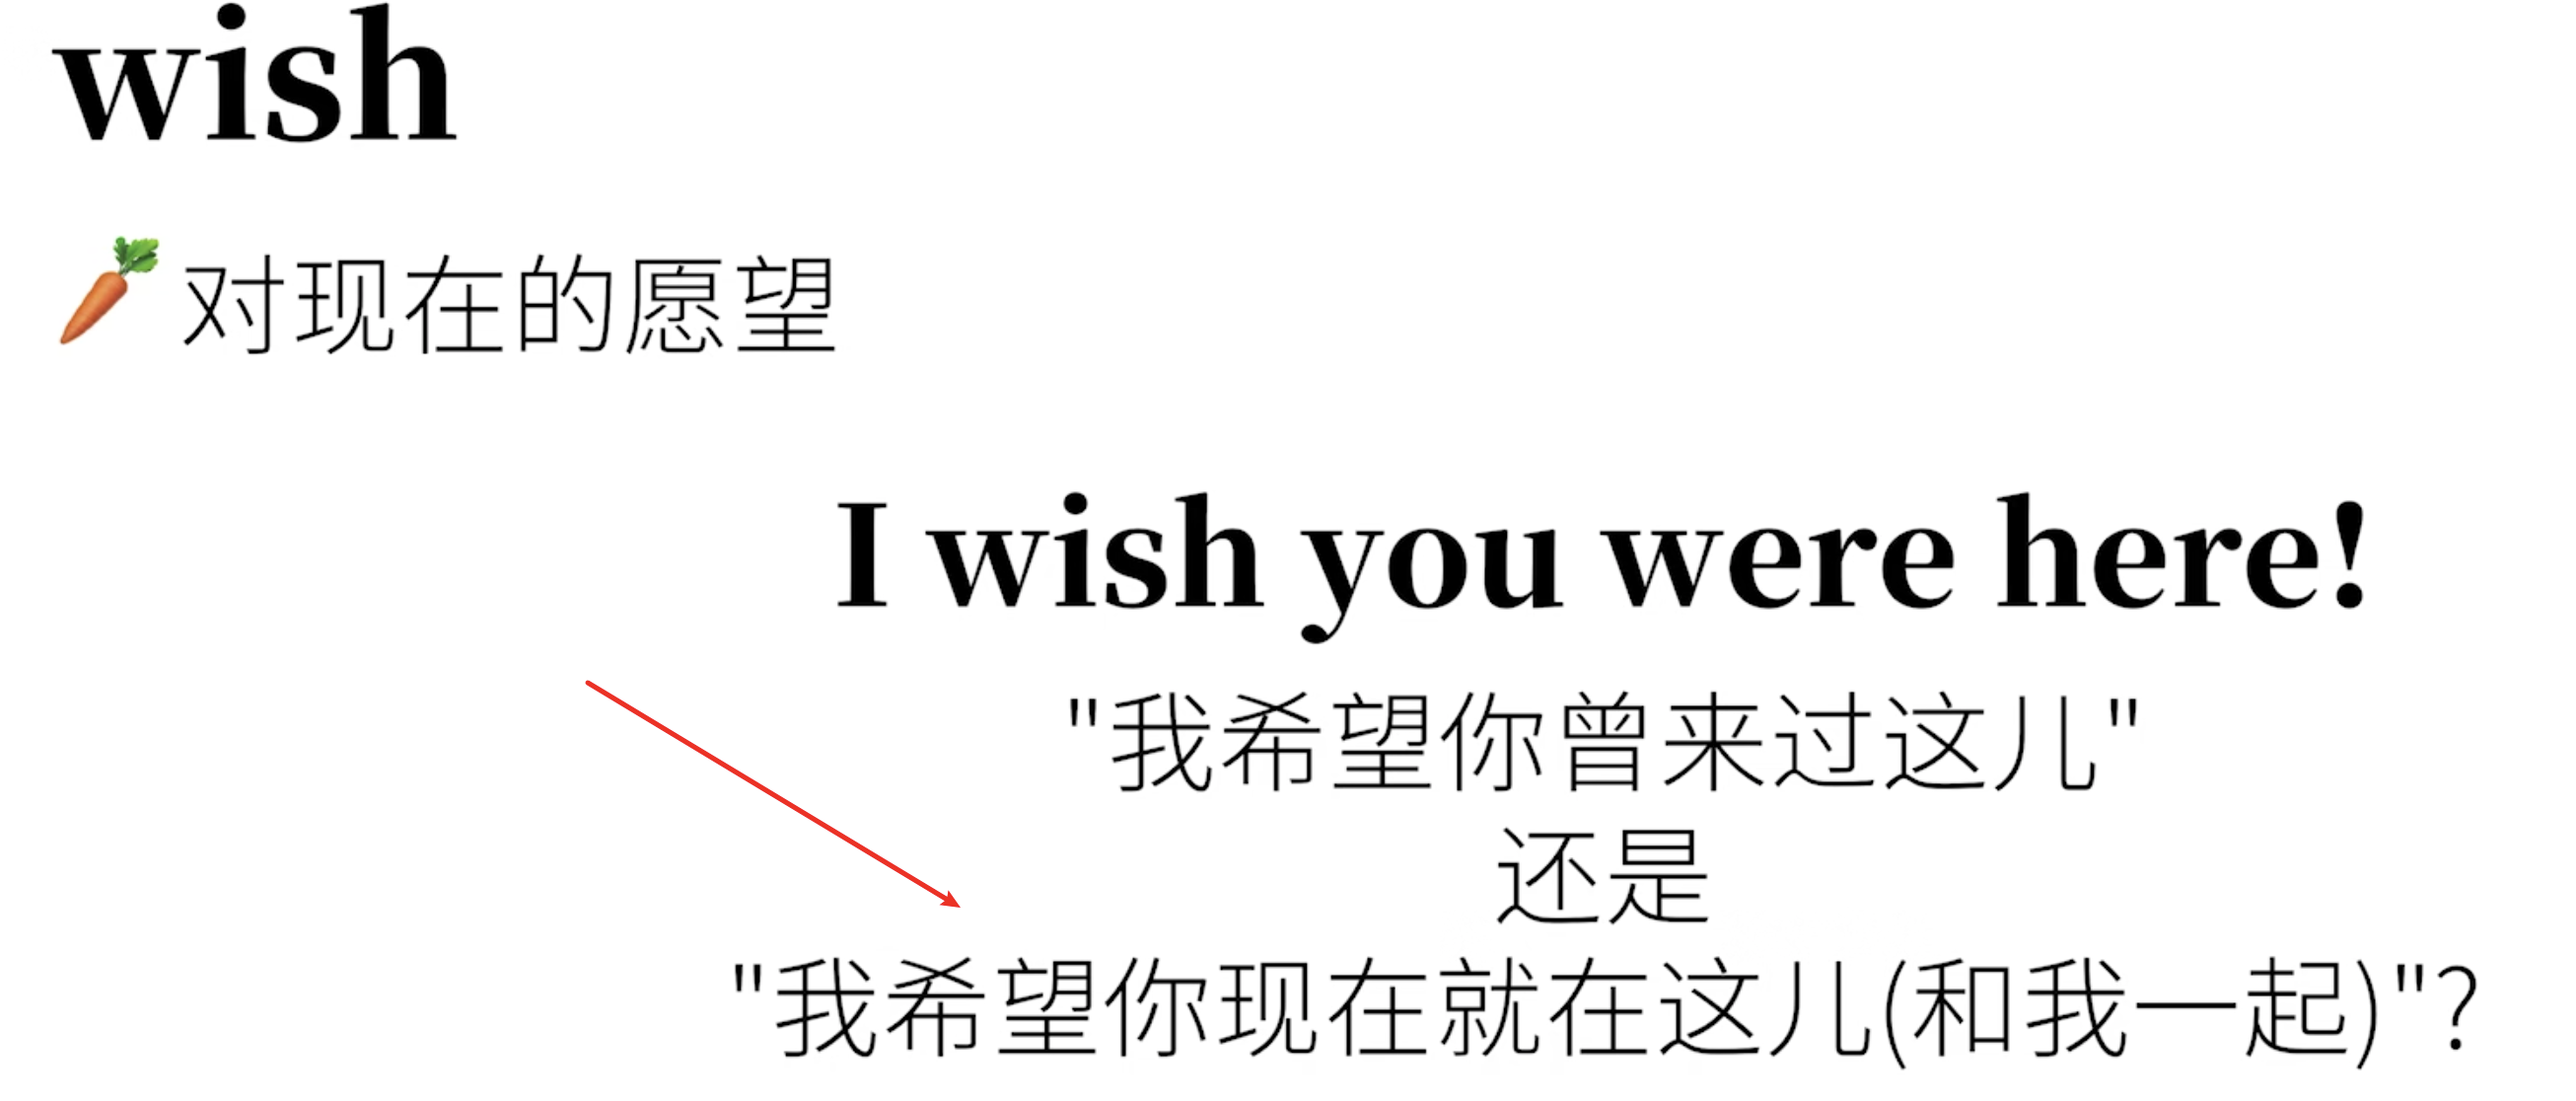 wish
🥕对现在的愿望
I wish you were here!
"我希望你曾来过这儿"
还是
"我希望你现在就在这儿(和我一起)"?